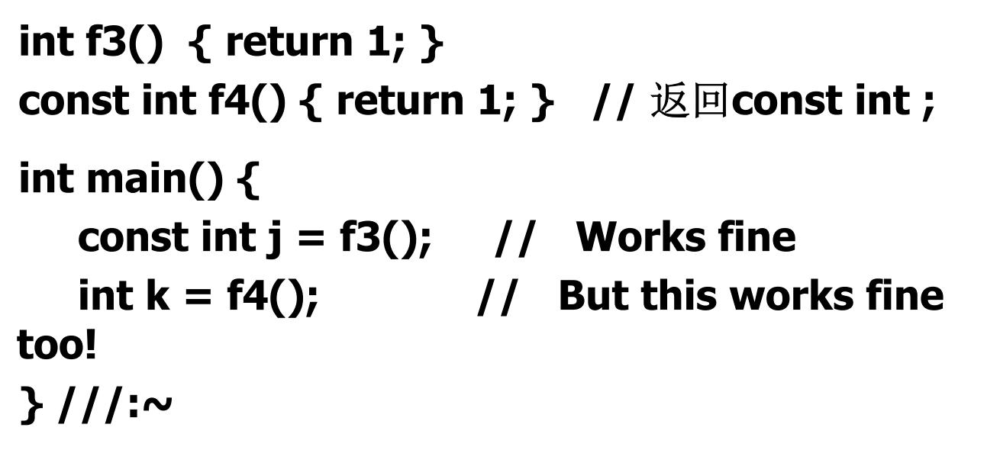 int f3() { return 1; }
const int f4() { return 1; } // 返回const int ;
int main() {
const int j = f3(); // Works fine
int k = f4(); // But this works fine
too!
} ///:~